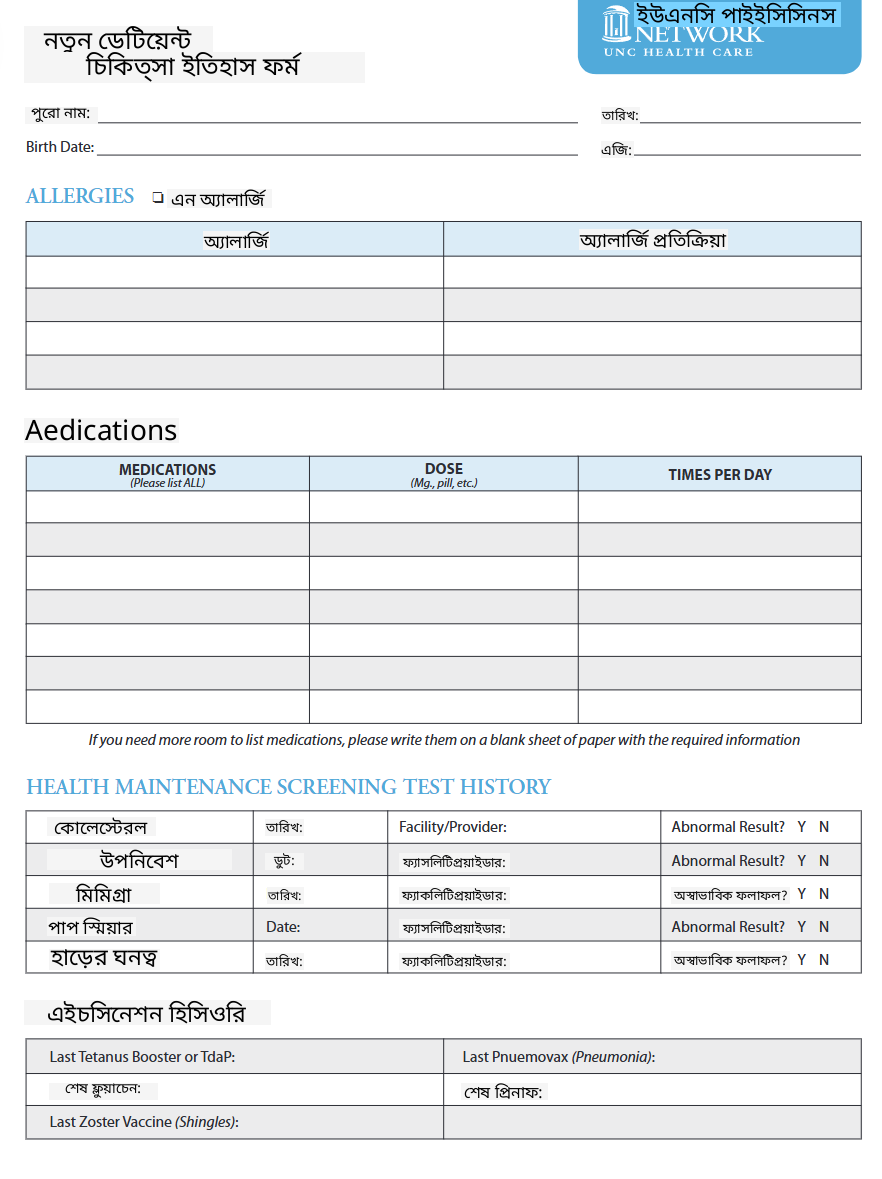 নতুন ডেটিয়েন্ট
চিকিত্সা ইতিহাস ফর্ম
ইউএনসি পাইইসিসিনস
NETWORK
UNC HEALTH CARE
পুরো নাম:
তারিখ:
Birth Date:
এজি:
ALLERGIES ❏ এন অ্যালার্জি
অ্যালার্জি অ্যালার্জি প্রতিক্রিয়া
Aedications
MEDICATIONS DOSE TIMES PER DAY
(Please list ALL) (Mg., pill, etc.)
If you need more room to list medications, please write them on a blank sheet of paper with the required information
HEALTH MAINTENANCE SCREENING TEST HISTORY
কোলেস্টেরল তারিখ: Facility/Provider: Abnormal Result? Y N
উপনিবেশ ডুট: ফ্যাসলিটিপ্রয়াইডার: Abnormal Result? Y N
মিমিগ্রা তারিখ: ফ্যাকলিটিপ্রয়াইডার: অস্বাভাবিক ফলাফল? Y N
পাপ স্মিয়ার Date: ফ্যাসলিটিপ্রয়াইডার: Abnormal Result? Y N
হাড়ের ঘনত্ব তারিখ: ফ্যাকলিটিপ্রয়াইডার: অস্বাভাবিক ফলাফল? Y N
এইচসিনেশন হিসিওরি
Last Tetanus Booster or TdaP: Last Pnuemovax (Pneumonia):
শেষ ফ্লুয়াচেন: শেষ প্রিনাফ:
Last Zoster Vaccine (Shingles):